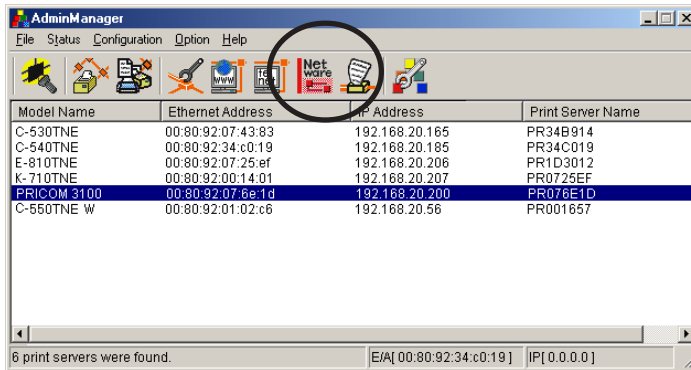 AdminManager
File Status Configuration Option Help
www tel net Net ware
Model Name Ethernet Address IP Address Print Server Name
C-530TNE 00:80:92:07:43:83 192.168.20.165 PR34B914
C-540TNE 00:80:92:34:c0:19 192.168.20.185 PR34C019
E-810TNE 00:80:92:07:25:ef 192.168.20.206 PR1D3012
K-710TNE 00:80:92:00:14:01 192.168.20.207 PR0725EF
PRICOM 3100 00:80:92:07:6e:1d 192.168.20.200 PR076E1D
C-550TNE W 00:80:92:01:02:c6 192.168.20.56 PR001657
6 print servers were found. E/A[ 00:80:92:34:c0:19 ] IP[ 0.0.0.0 ]